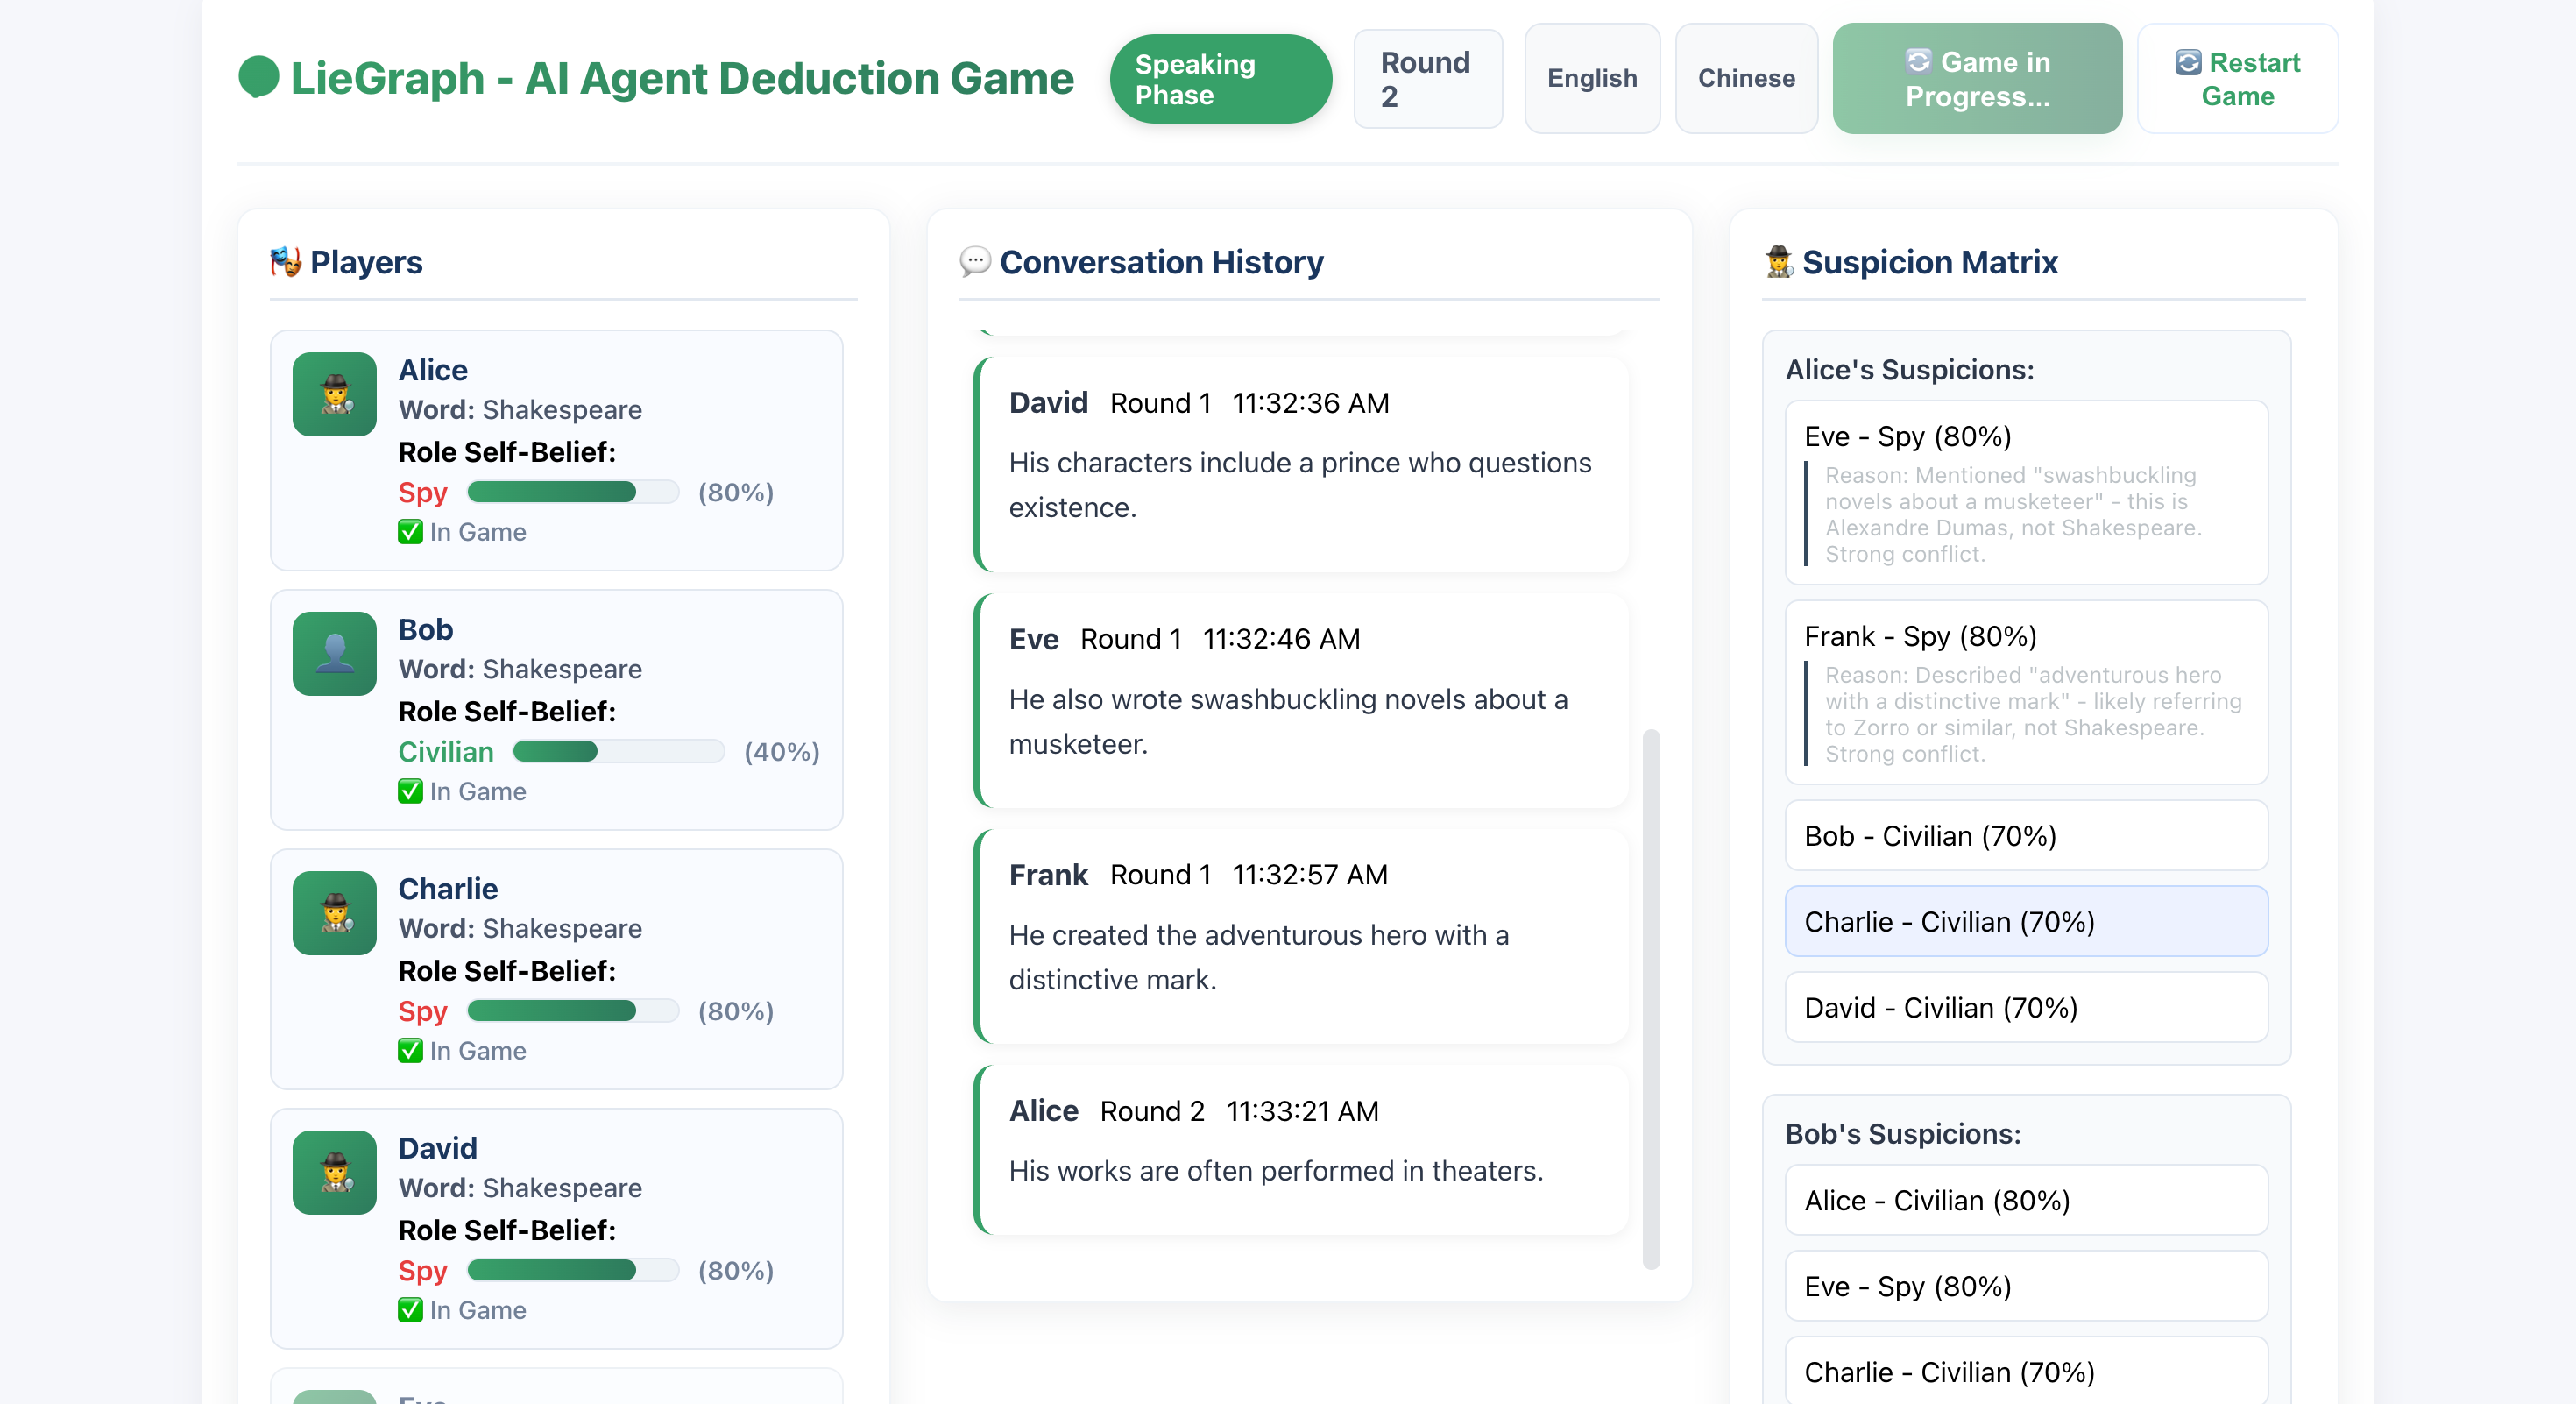 LieGraph - AI Agent Deduction Game
Speaking
Phase
Round
2
English
Chinese
Game in
Progress...
Restart
Game
Players
Alice
Word: Shakespeare
Role Self-Belief:
Spy (80%)
In Game
Bob
Word: Shakespeare
Role Self-Belief:
Civilian (40%)
In Game
Charlie
Word: Shakespeare
Role Self-Belief:
Spy (80%)
In Game
David
Word: Shakespeare
Role Self-Belief:
Spy (80%)
In Game
Conversation History
David Round 1 11:32:36 AM
His characters include a prince who questions
existence.
Eve Round 1 11:32:46 AM
He also wrote swashbuckling novels about a
musketeer.
Frank Round 1 11:32:57 AM
He created the adventurous hero with a
distinctive mark.
Alice Round 2 11:33:21 AM
His works are often performed in theaters.
Suspicion Matrix
Alice's Suspicions:
Eve - Spy (80%)
Reason: Mentioned "swashbuckling
novels about a musketeer" - this is
Alexandre Dumas, not Shakespeare.
Strong conflict.
Frank - Spy (80%)
Reason: Described "adventurous hero
with a distinctive mark" - likely referring
to Zorro or similar, not Shakespeare.
Strong conflict.
Bob - Civilian (70%)
Charlie - Civilian (70%)
David - Civilian (70%)
Bob's Suspicions:
Alice - Civilian (80%)
Eve - Spy (80%)
Charlie - Civilian (70%)